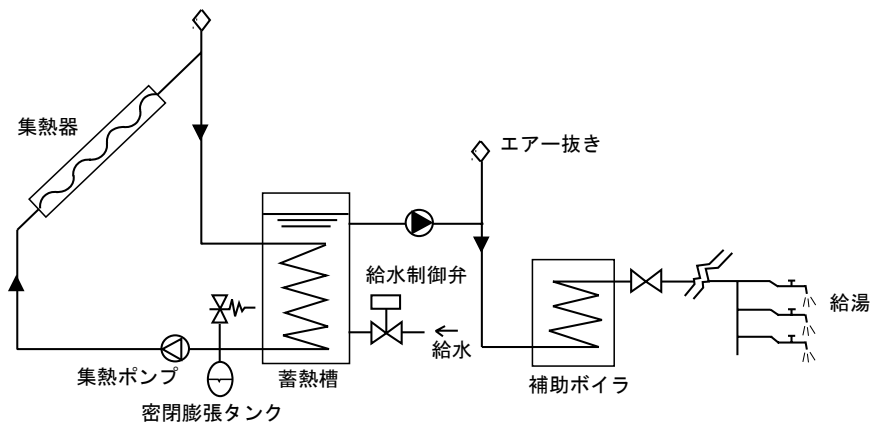 集熱器
エアー抜き
給水制御弁
給湯
給水
集熱ポンプ
蓄熱槽
補助ボイラ
密閉膨張タンク